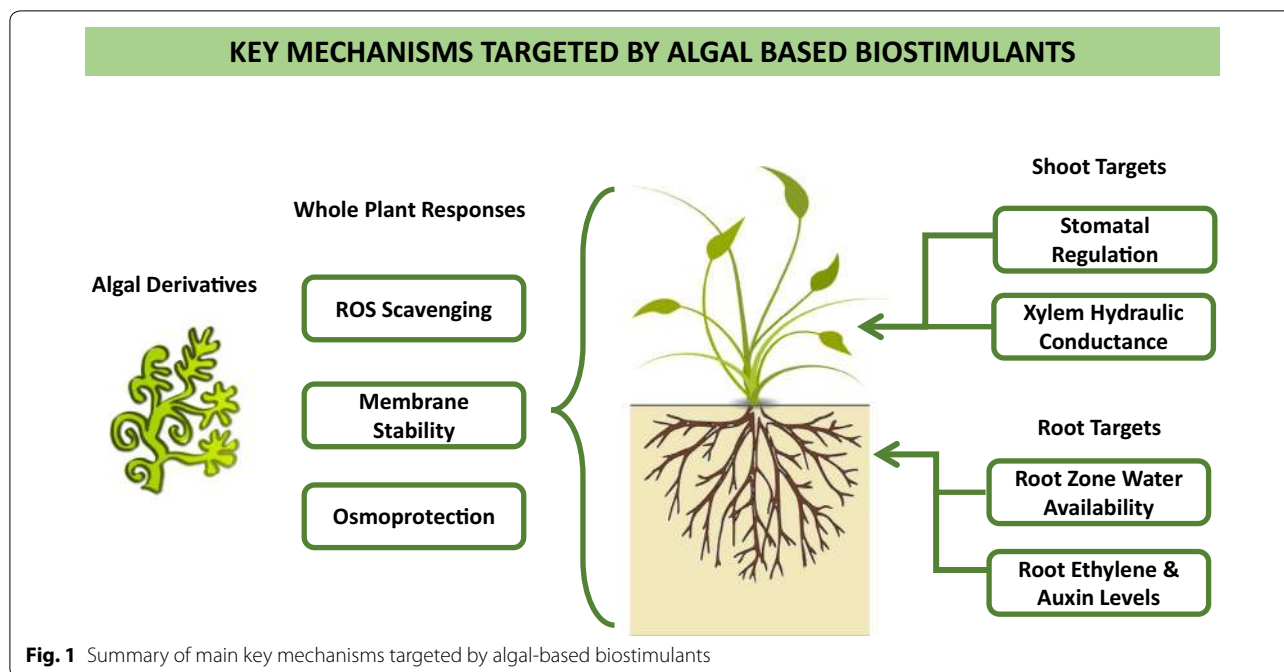 KEY MECHANISMS TARGETED BY ALGAL BASED BIOSTIMULANTS
Algal Derivatives
Whole Plant Responses
ROS Scavenging
Membrane
Stability
Osmoprotection
Shoot Targets
Stomatal
Regulation
Xylem Hydraulic
Conductance
Root Targets
Root Zone Water
Availability
Root Ethylene &
Auxin Levels
Fig. 1 Summary of main key mechanisms targeted by algal-based biostimulants